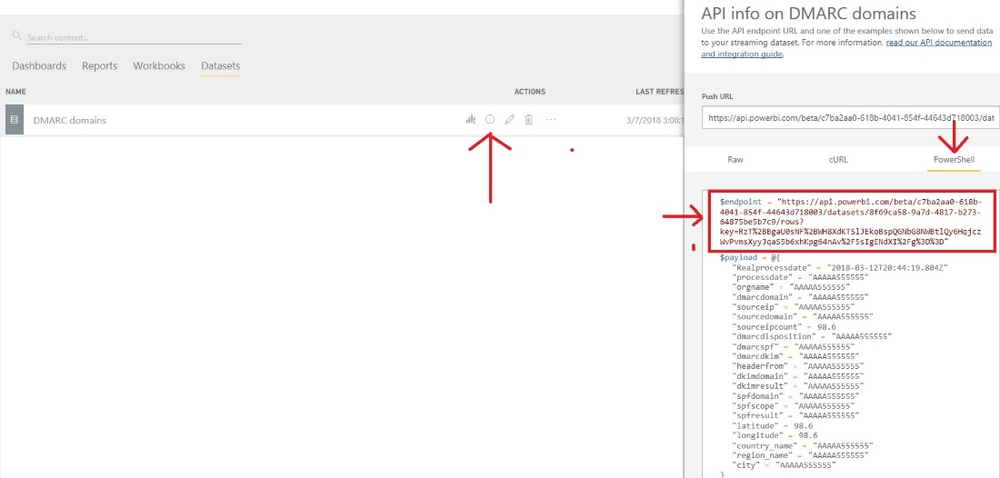 Search content...
Dashboards Reports Workbooks Datasets
NAME ACTIONS LAST REFRES
DMARC domains 3/7/2018 3:08:1
API info on DMARC domains
Use the API endpoint URL and one of the examples shown below to send data
to your streaming dataset. For more information, read our API documentation
and integration guide.
Push URL
https://api.powerbi.com/beta/c7ba2aa0-618b-4041-854f-44643d718003/dat
Raw cURL PowerShell
$endpoint = "https://api.powerbi.com/beta/c7ba2aa0-618b-
4041-854f-44643d718003/datasets/8f69ca58-9a7d-4817-b273-
64875be5b7c9/rows?
key=RzT%2BBgaU0sNF%2BWH8XdKTSlJEkoBspQGNbG8NWBtlQy6Hqjcz
WvPvmsXyyJqaS5b6xhKpg64nAv%2F5sIgENdXI%2Fg%3D%3D"
$payload = @{
"Realprocessdate" = "2018-03-12T20:44:19.804Z"
"processdate" = "AAAAA555555"
"orgname" = "AAAAA555555"
"dmarcdomain" = "AAAAA555555"
"sourceip" = "AAAAA555555"
"sourcedomain" = "AAAAA555555"
"sourceipcount" = 98.6
"dmarcdisposition" = "AAAAA555555"
"dmarcspf" = "AAAAA555555"
"dmarcdkim" = "AAAAA555555"
"headerfrom" = "AAAAA555555"
"dkimdomain" = "AAAAA555555"
"dkimresult" = "AAAAA555555"
"spfdomain" = "AAAAA555555"
"spfscope" = "AAAAA555555"
"spfresult" = "AAAAA555555"
"latitude" = 98.6
"longitude" = 98.6
"country_name" = "AAAAA555555"
"region_name" = "AAAAA555555"
"city" = "AAAAA555555"
}